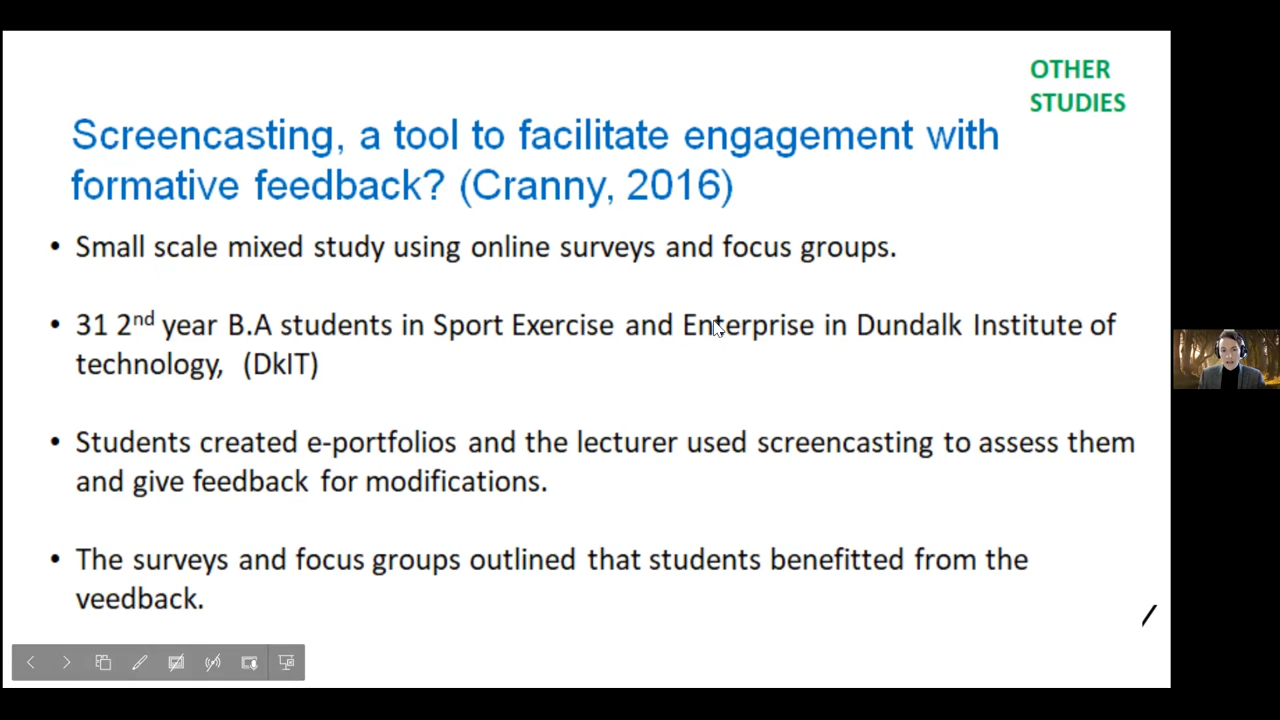 OTHER
STUDIES
Screencasting, a tool to facilitate engagement with
formative feedback? (Cranny, 2016)
• Small scale mixed study using online surveys and focus groups.
• 31 2nd year B.A students in Sport Exercise and Enterprise in Dundalk Institute of
technology, (DkIT)
• Students created e-portfolios and the lecturer used screencasting to assess them
and give feedback for modifications.
• The surveys and focus groups outlined that students benefitted from the
veedback.